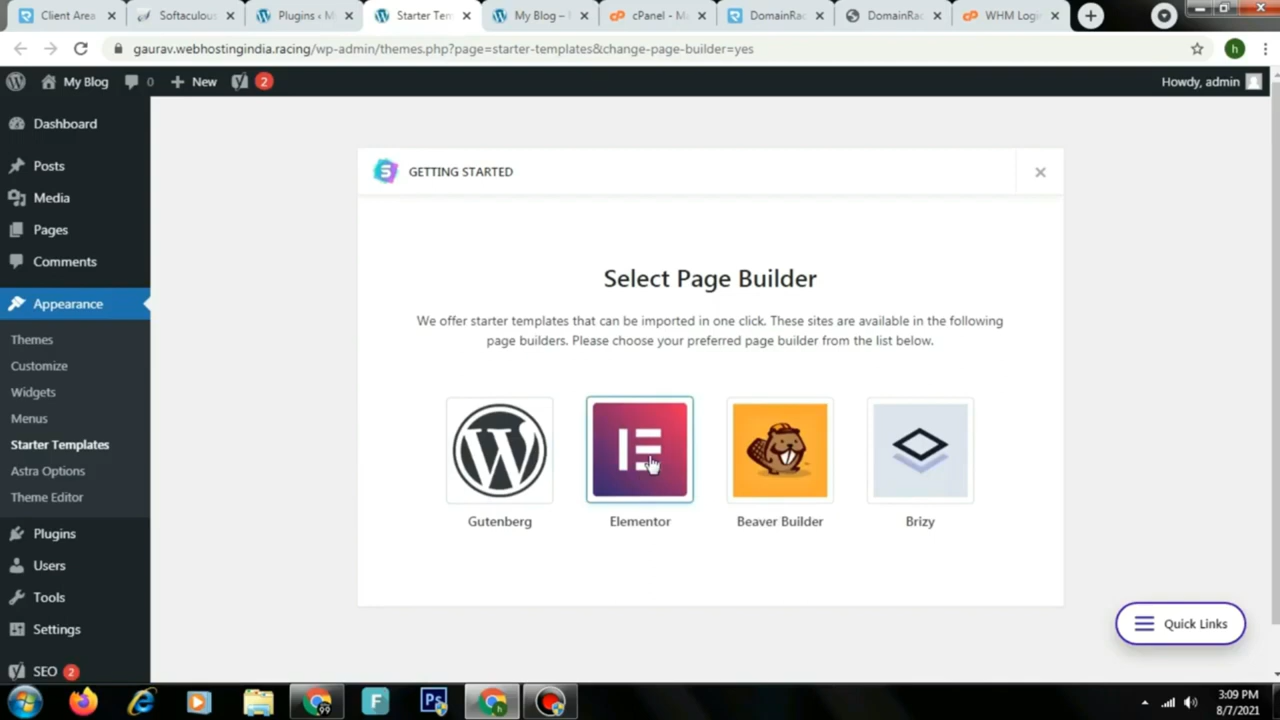 Client Area
Softaculous
Plugins ‹ M
Starter Tem
My Blog –
cPanel - M
DomainRac
DomainRac
WHM Logi
gaurav.webhostingindia.racing/wp-admin/themes.php?page=starter-templates&change-page-builder=yes
h
My Blog
0
New
2
Howdy, admin
Dashboard
Posts
Media
Pages
Comments
Appearance
Themes
Customize
Widgets
Menus
Starter Templates
Astra Options
Theme Editor
Plugins
Users
Tools
Settings
SEO 2
GETTING STARTED
Select Page Builder
We offer starter templates that can be imported in one click. These sites are available in the following
page builders. Please choose your preferred page builder from the list below.
Gutenberg
Elementor
Beaver Builder
Brizy
Quick Links
F
Ps
99
h
3:09 PM
8/7/2021